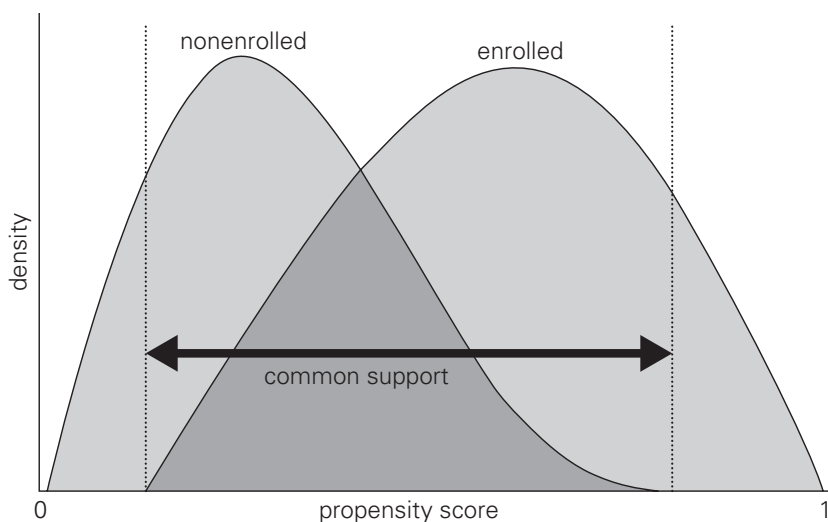 nonenrolled
enrolled
density
common support
0
propensity score
1